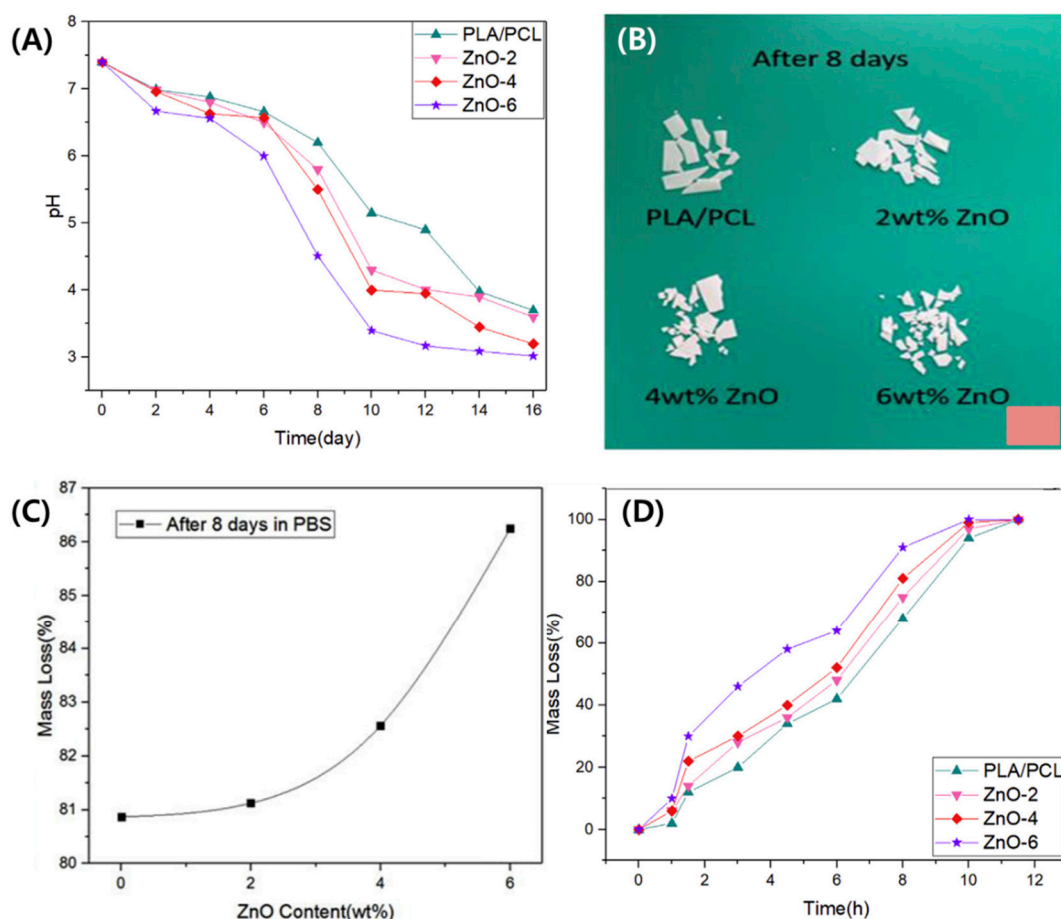 (A)
PLA/PCL
ZnO-2
ZnO-4
ZnO-6
7
6
5
4
3
pH
0 2 4 6 8 10 12 14 16
Time(day)
(B)
After 8 days
PLA/PCL
2wt% ZnO
4wt% ZnO
6wt% ZnO
(C)
After 8 days in PBS
87
86
85
84
83
82
81
80
Mass Loss(%)
0 2 4 6
ZnO Content(wt%)
(D)
100
80
60
40
20
0
Mass Loss(%)
PLA/PCL
ZnO-2
ZnO-4
ZnO-6
0 2 4 6 8 10 12
Time(h)